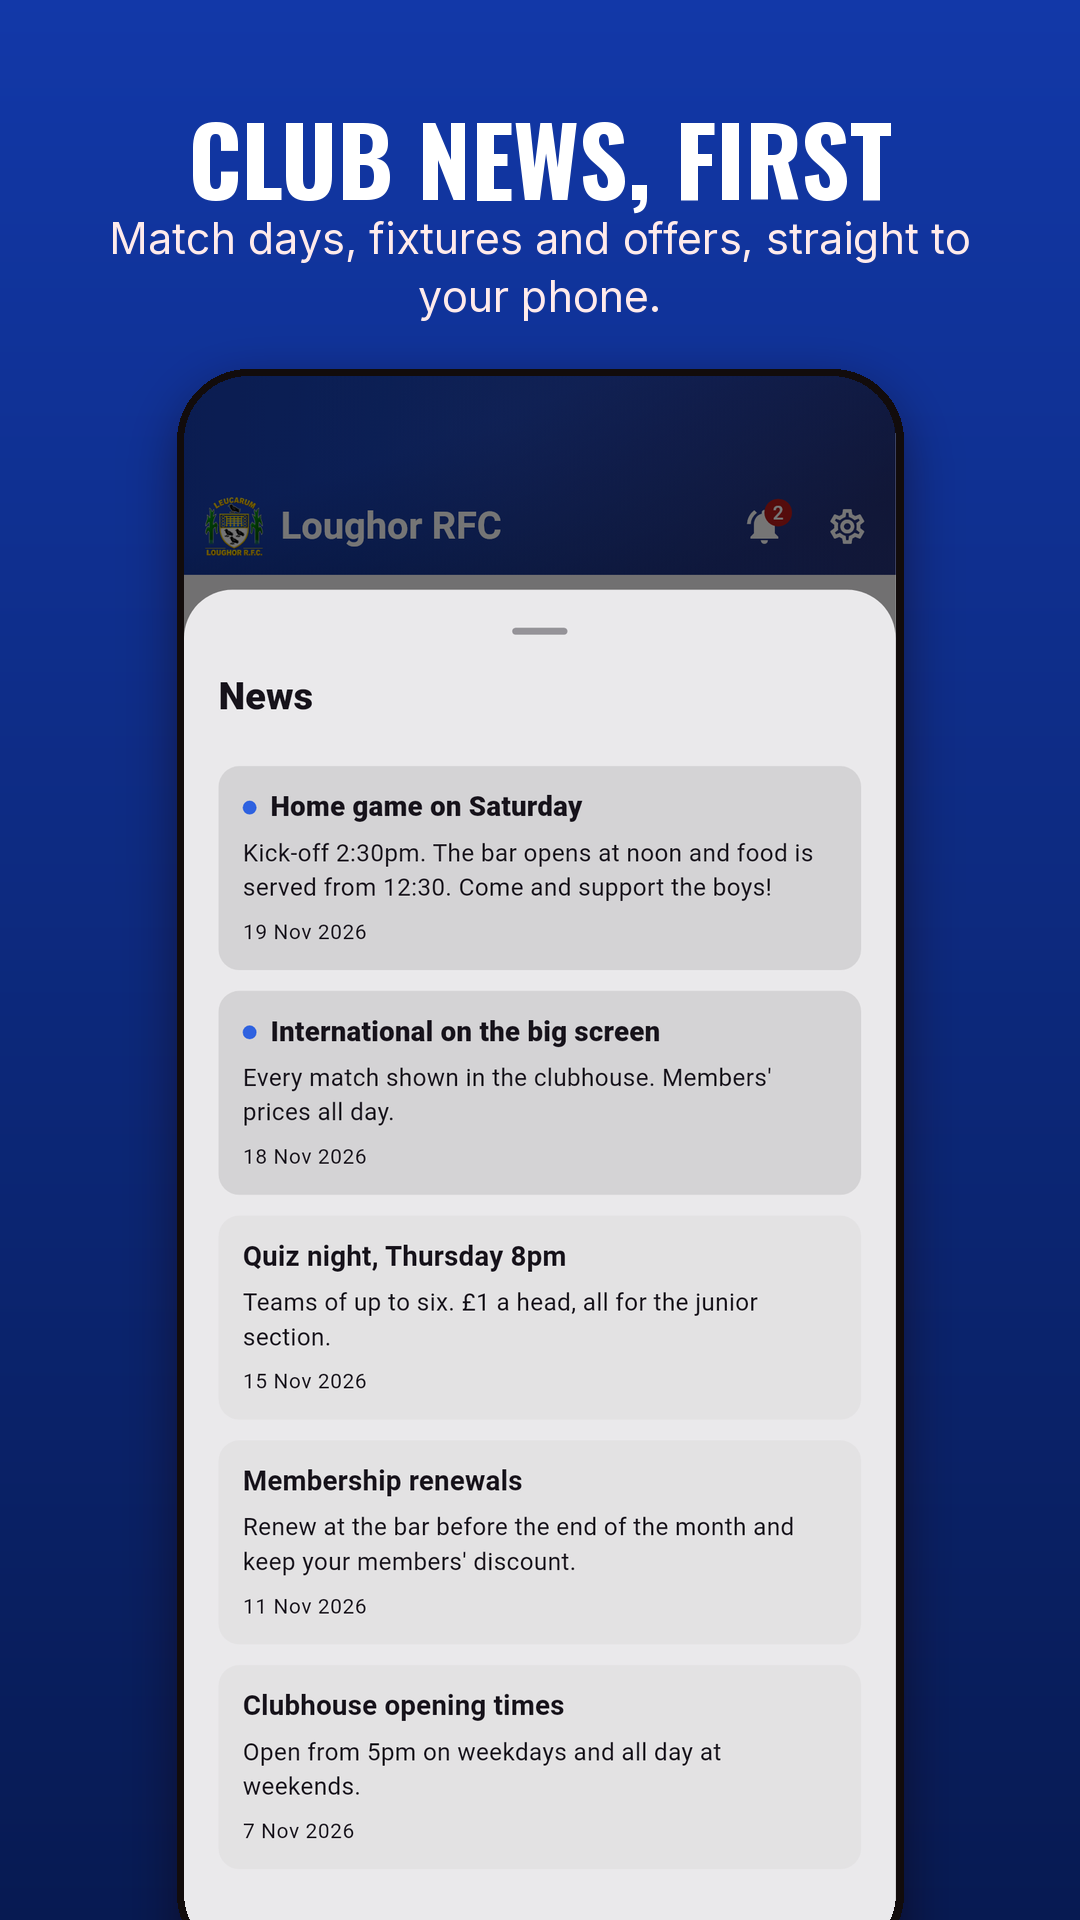 CLUB NEWS, FIRST
Match days, fixtures and offers, straight to
your phone.
LEUCARUM
LOUGHOR R.F.C.
Loughor RFC
2
News
Home game on Saturday
Kick-off 2:30pm. The bar opens at noon and food is
served from 12:30. Come and support the boys!
19 Nov 2026
International on the big screen
Every match shown in the clubhouse. Members'
prices all day.
18 Nov 2026
Quiz night, Thursday 8pm
Teams of up to six. £1 a head, all for the junior
section.
15 Nov 2026
Membership renewals
Renew at the bar before the end of the month and
keep your members' discount.
11 Nov 2026
Clubhouse opening times
Open from 5pm on weekdays and all day at
weekends.
7 Nov 2026